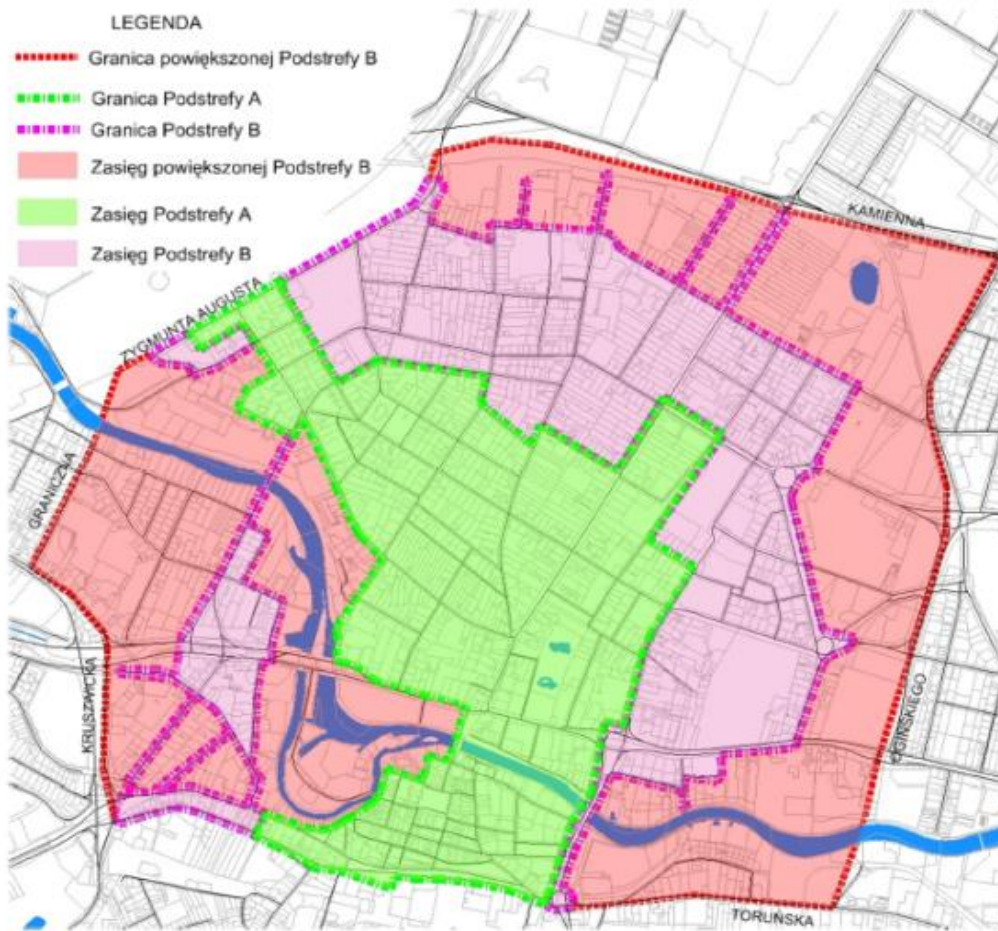 LEGENDA
Granica powiększonej Podstrefy B
Granica Podstrefy A
Granica Podstrefy B
Zasięg powiększonej Podstrefy B
Zasięg Podstrefy A
Zasięg Podstrefy B
KAMIENNA
ZYGMUNTA AUGUSTA
GRANICZNA
KRUSZWICKA
OGIŃSKIEGO
TORUŃSKA